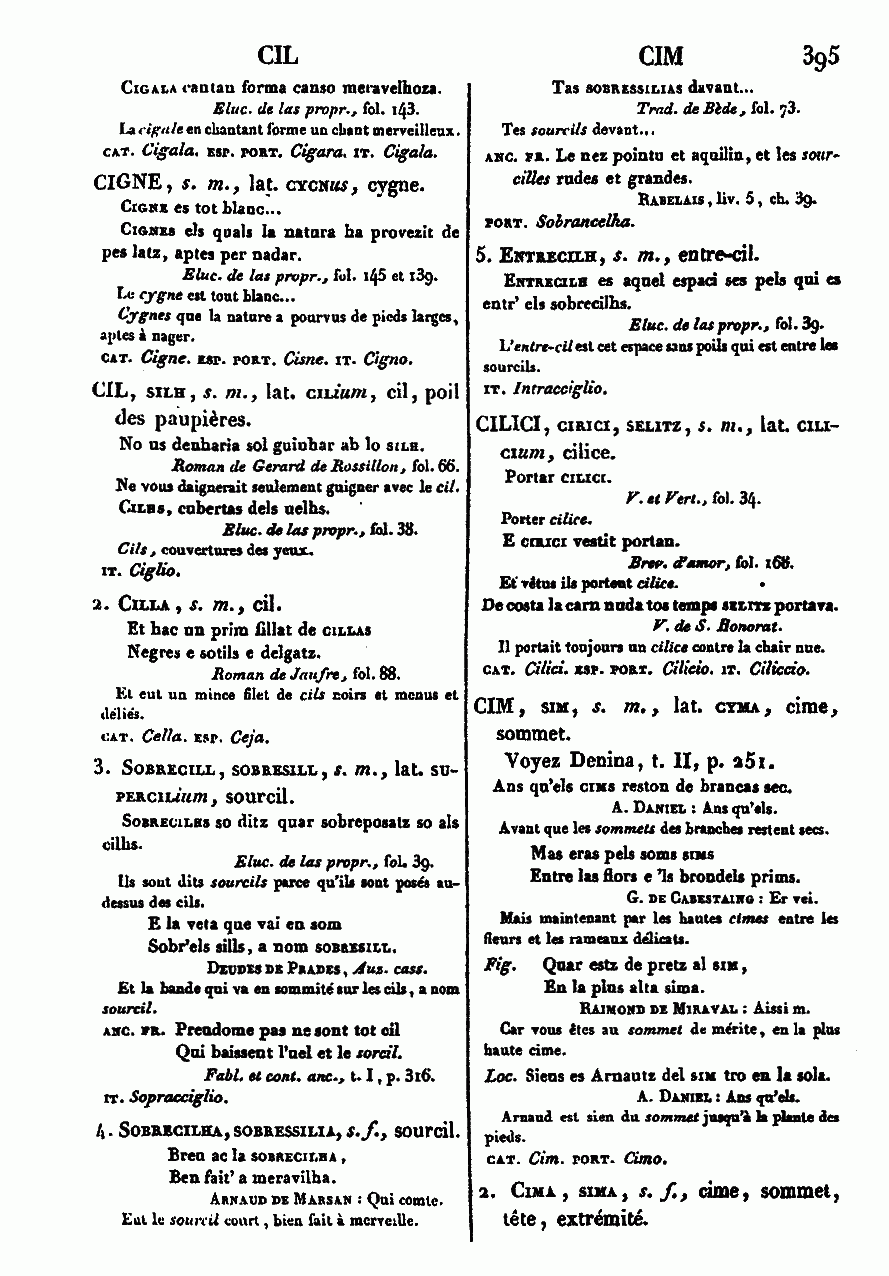 CIL
CIM 395
CIGALA cantan forma canso meravelhoza.
Eluc. de las propr., fol. 143.
La cigale en chantant forme un chant merveilleux.
CAT. Cigala. ESP. PORT. Cigara. IT. Cigala.
CIGNE, s. m., lat. CYCNUS, cygne.
CIGNE es tot blanc...
CIGNES els quals la natura ha provezit de
pes latz, aptes per nadar.
Eluc. de las propr., fol. 145 et 139.
Le cygne est tout blanc...
Cygnes que la nature a pourvus de pieds larges,
aptes à nager.
CAT. Cigne. ESP. PORT. Cisne. IT. Cigno.
CIL, SILH, s. m., lat. CILium, cil, poil
des paupières.
No us denharia sol guinhar ab lo SILH.
Roman de Gerard de Rossillon, fol. 66.
Ne vous daignerait seulement guigner avec le cil.
CILHS, cubertas dels uelhs.
Eluc. de las propr., fol. 38.
Cils, couvertures des yeux.
IT. Ciglio.
2. CILLA, s. m., cil.
Et hac un prim fillat de CILLAS
Negres e sotils e delgatz.
Roman de Jaufre, fol. 88.
Et eut un mince filet de cils noirs et menus et
déliés.
CAT. Cella. ESP. Ceja.
3. SOBRECILL, SOBRESILL, s. m., lat. SU-
PERCILium, sourcil.
SOBRECILHS so ditz quar sobreposatz so als
cilhs.
Eluc. de las propr., fol. 39.
Ils sont dits sourcils parce qu'ils sont posés au-
dessus des cils.
E la veta que vai en som
Sobr'els sills, a nom SOBRESILL.
DEUDES DE PRADES, Auz. cass.
Et la bande qui va en sommité sur les cils, a nom
sourcil.
ANC. FR. Prendome pas ne sont tot oil
Qui baissent l'uel et le sorcil.
Fabl. et cont. anc., t. I, p. 316.
IT. Sopracciglio.
4. SOBRECILHA, SOBRESSILIA, s. f., sourcil.
Breu ac la SOBRECILHA,
Ben fait' a meravilha.
ARNAUD DE MARSAN : Qui comte.
Eut le sourcil court, bien fait à merveille.
Tas SOBRESSILIAS davant...
Trad. de Bède, fol. 73.
Tes sourcils devant...
ANC. FR. Le nez pointu et aquilin, et les sour-
cilles rudes et grandes.
RABELAIS, liv. 5, ch. 39.
PORT. Sobrancelha.
5. ENTRECILH, s. m., entre-cil.
ENTRECILH es aquel espaci ses pels qui es
entr' els sobrecilhs.
Eluc. de las propr., fol. 39.
L'entre-cil est cet espace sans poils qui est entre les
sourcils.
IT. Intracciglio.
CILICI, CIRICI, SELITZ, s. m., lat. CILI-
CIUM, cilice.
Portar CILICI.
V. et Vert., fol. 34.
Porter cilice.
E CIRICI vestit portan.
Brev. d'amor, fol. 168.
Et vêtus ils portent cilice.
De costa la carn nuda tos temps SELITZ portava.
V. de S. Honorat.
Il portait toujours un cilice contre la chair nue.
CAT. Cilici. ESP. PORT. Cilicio. IT. Ciliccio.
CIM, SIM, s. m., lat. CYMA, cime,
sommet.
Voyez Denina, t. II, p. 251.
Ans qu'els CIMS reston de brancas sec.
A. DANIEL : Ans qu'els.
Avant que les sommets des branches restent secs.
Mas eras pels soms SIMS
Entre las flors e 'ls brondels prims.
G. DE CABESTAING : Er vei.
Mais maintenant par les hautes cimes entre les
fleurs et les rameaux délicats.
Fig. Quar estz de pretz al SIM,
En la plus alta sima.
RAIMOND DE MIRAVAL : Aissi m.
Car vous êtes au sommet de mérite, en la plus
haute cime.
Loc. Sieus es Arnautz del SIM tro en la sola.
A. DANIEL : Ans qu'els.
Arnaud est sien du sommet jusqu'à la plante des
pieds.
CAT. Cim. PORT. Cimo.
2. CIMA, SIMA, s. f., cime, sommet,
tête, extrémité.